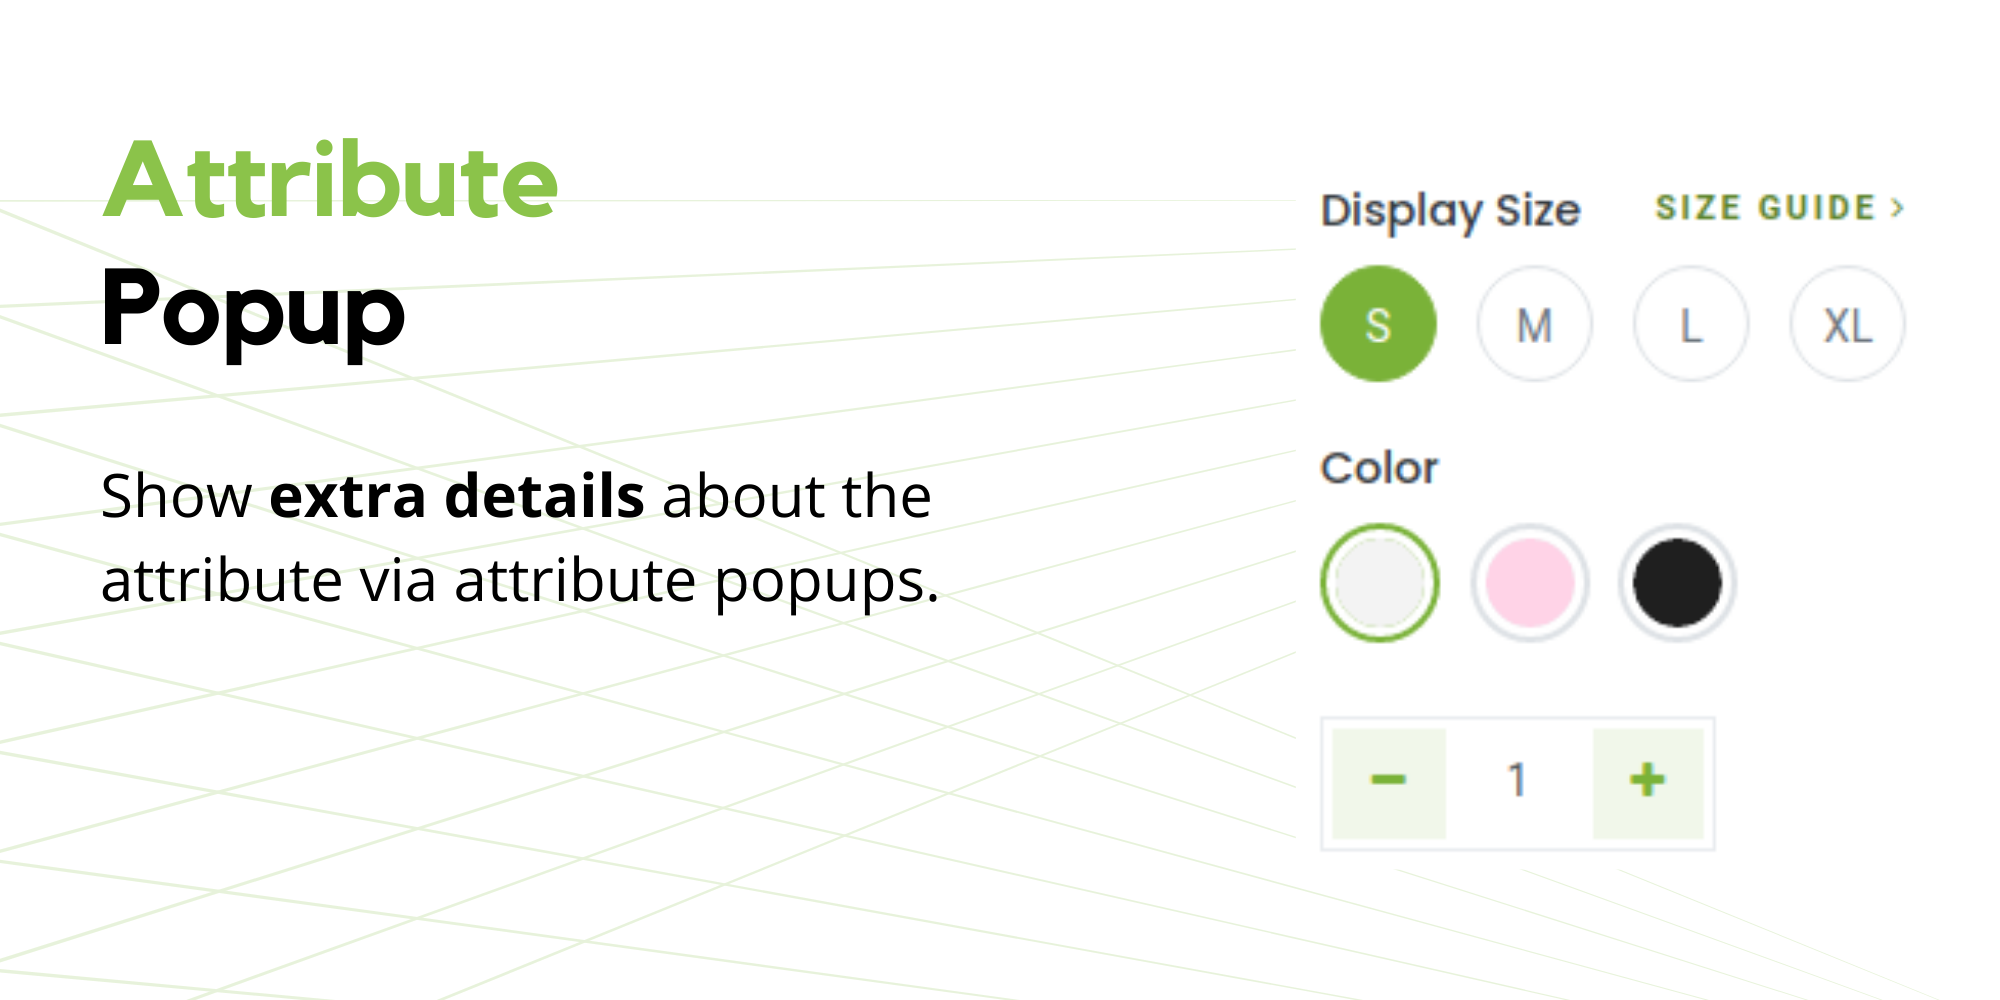 Attribute
Popup
Show extra details about the
attribute via attribute popups.
Display Size
SIZE GUIDE >
S
M
L
XL
Color
− 1 +